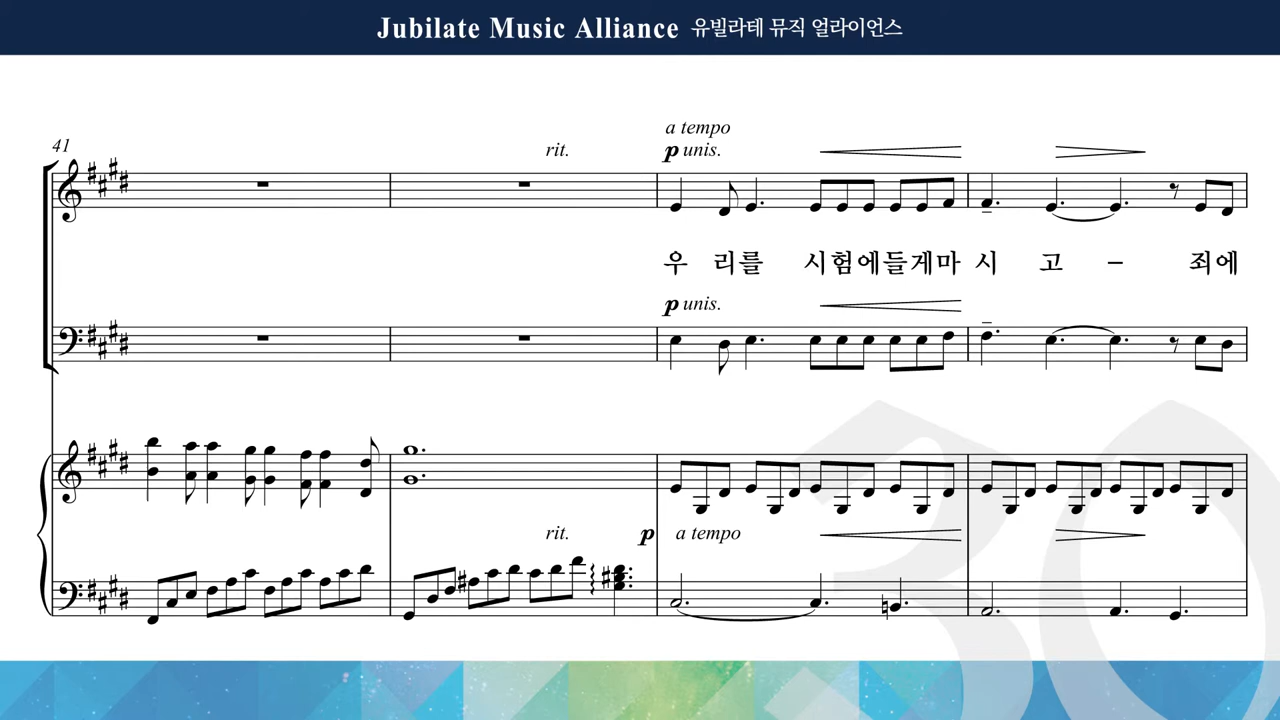 Jubilate Music Alliance 유빌라테 뮤직 얼라이언스
a tempo
41 rit. p unis.
우 리를 시험에들게마 시 고 – 죄에
p unis.
rit. p a tempo
30